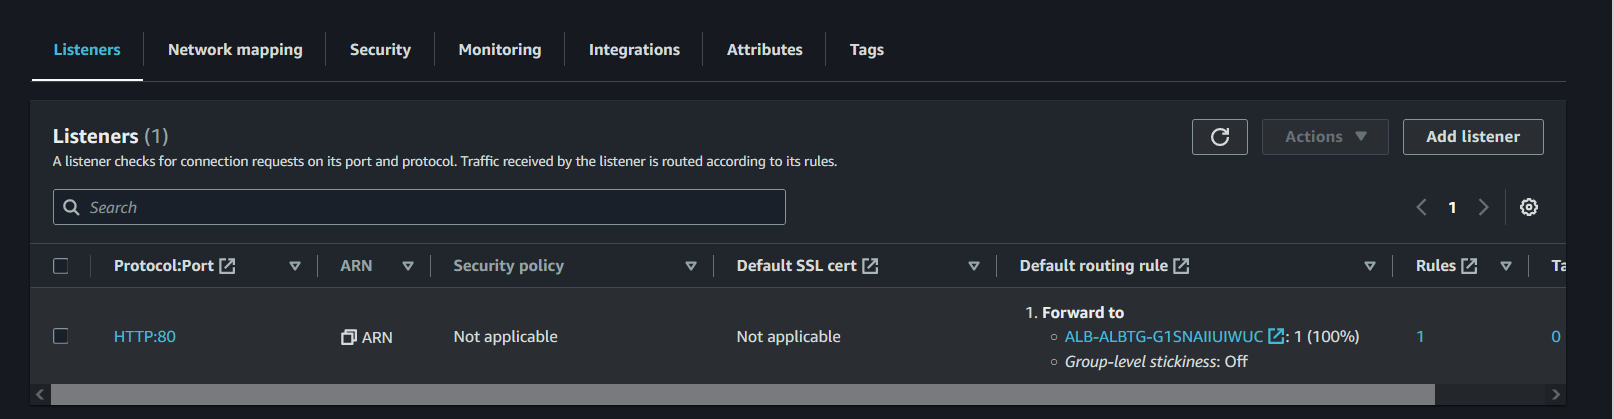 Listeners Network mapping Security Monitoring Integrations Attributes Tags
Listeners (1)
Actions Add listener
A listener checks for connection requests on its port and protocol. Traffic received by the listener is routed according to its rules.
Search
1
Protocol:Port ARN Security policy Default SSL cert Default routing rule Rules Ta
1. Forward to
HTTP:80 ARN Not applicable Not applicable ALB-ALBTG-G1SNAIIUIWUC : 1 (100%) 1 0
Group-level stickiness: Off